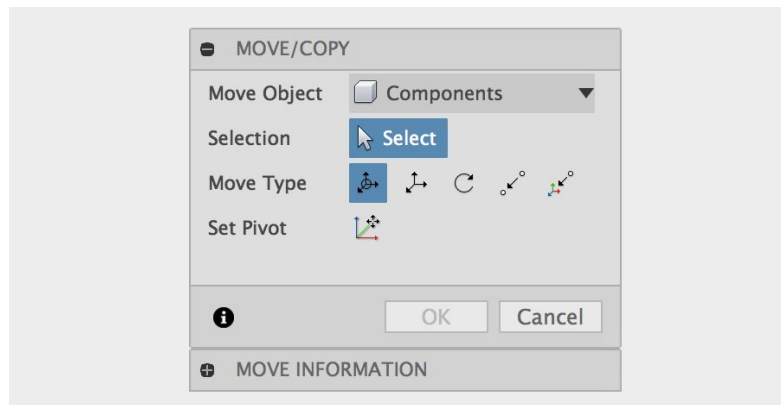 MOVE/COPY
Move Object Components
Selection Select
Move Type
Set Pivot
OK Cancel
MOVE INFORMATION